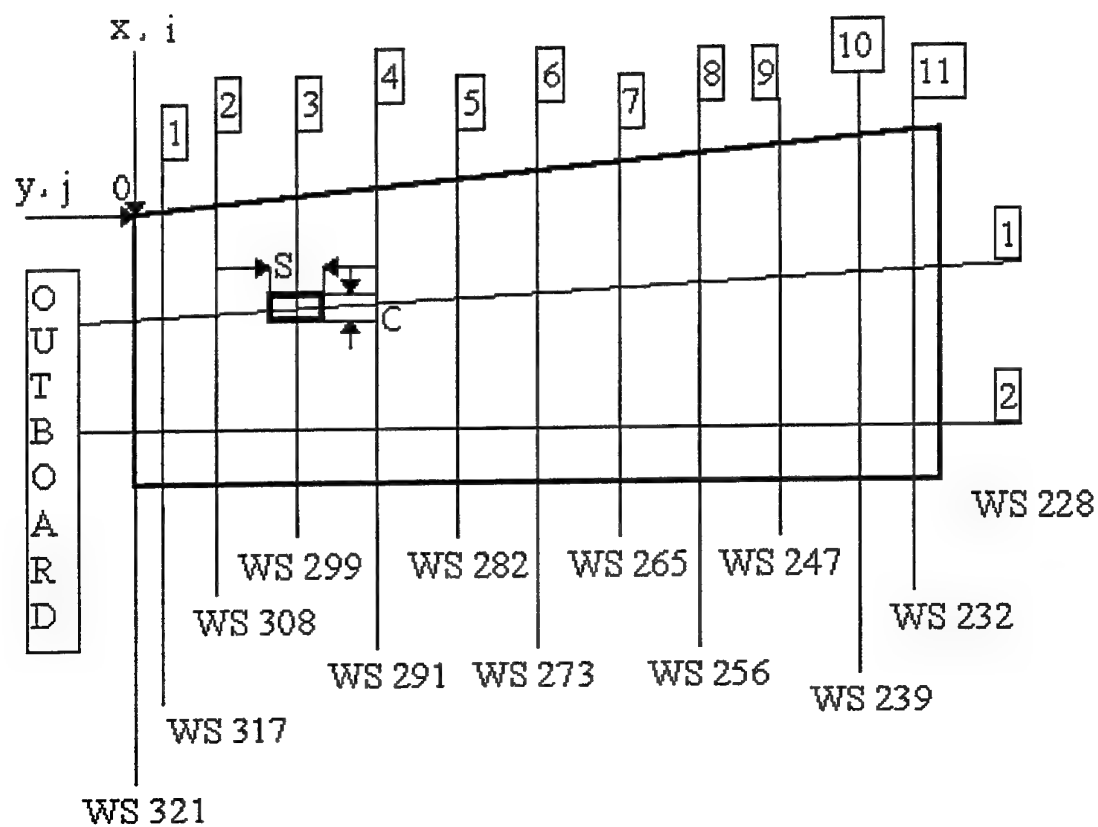 x, i
1
2
3
4
5
6
7
8
9
10
11
y, j
0
S
C
1
2
OUTBOARD
WS 228
WS 299
WS 282
WS 265
WS 247
WS 308
WS 232
WS 291
WS 273
WS 256
WS 239
WS 317
WS 321